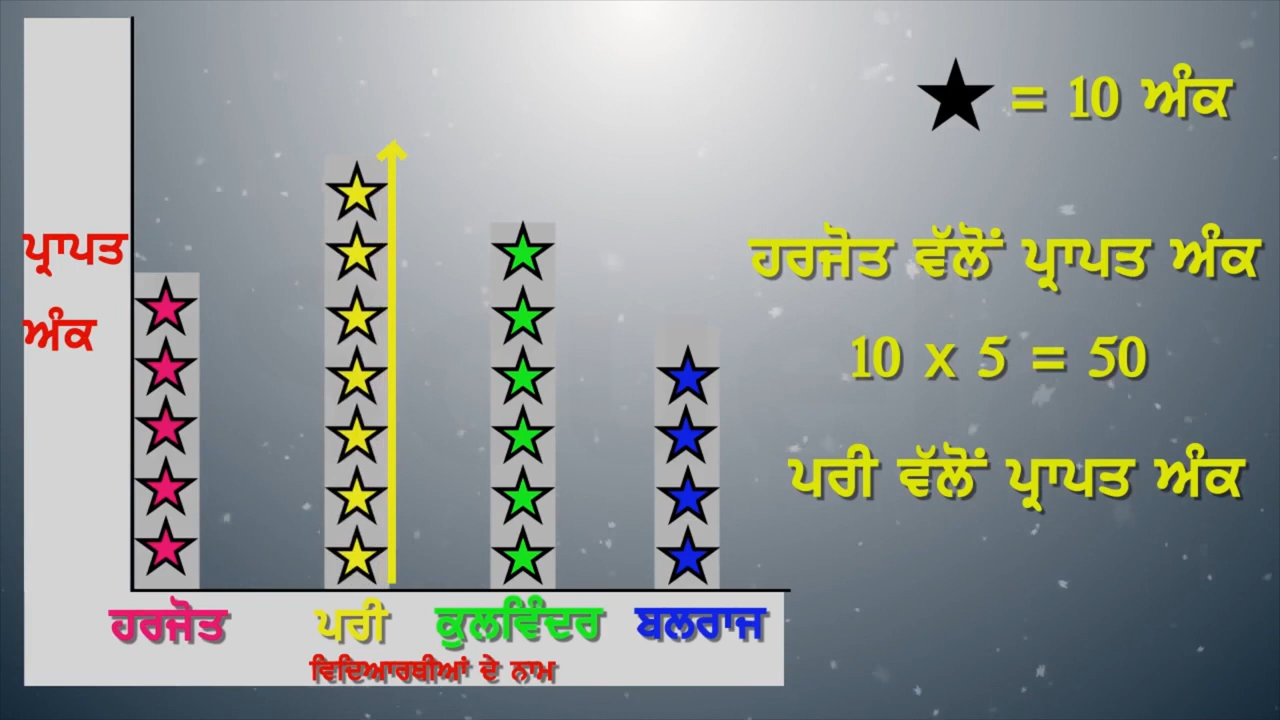 ਪ੍ਰਾਪਤ
ਅੰਕ
ਹਰਜੋਤ ਪਰੀ ਕੁਲਵਿੰਦਰ ਬਲਰਾਜ
ਵਿਦਿਆਰਥੀਆਂ ਦੇ ਨਾਮ
= 10 ਅੰਕ
ਹਰਜੋਤ ਵੱਲੋਂ ਪ੍ਰਾਪਤ ਅੰਕ
10 x 5 = 50
ਪਰੀ ਵੱਲੋਂ ਪ੍ਰਾਪਤ ਅੰਕ